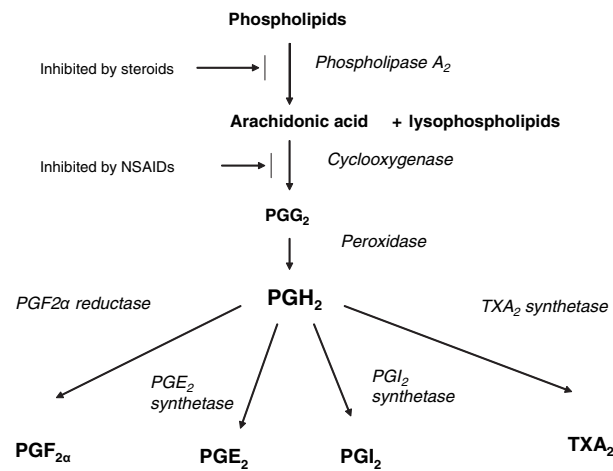 Phospholipids
Inhibited by steroids
Phospholipase A₂
Arachidonic acid + lysophospholipids
Inhibited by NSAIDs
Cyclooxygenase
PGG₂
Peroxidase
PGH₂
PGF2α reductase
TXA₂ synthetase
PGE₂
synthetase
PGI₂
synthetase
PGF₂α
PGE₂
PGI₂
TXA₂